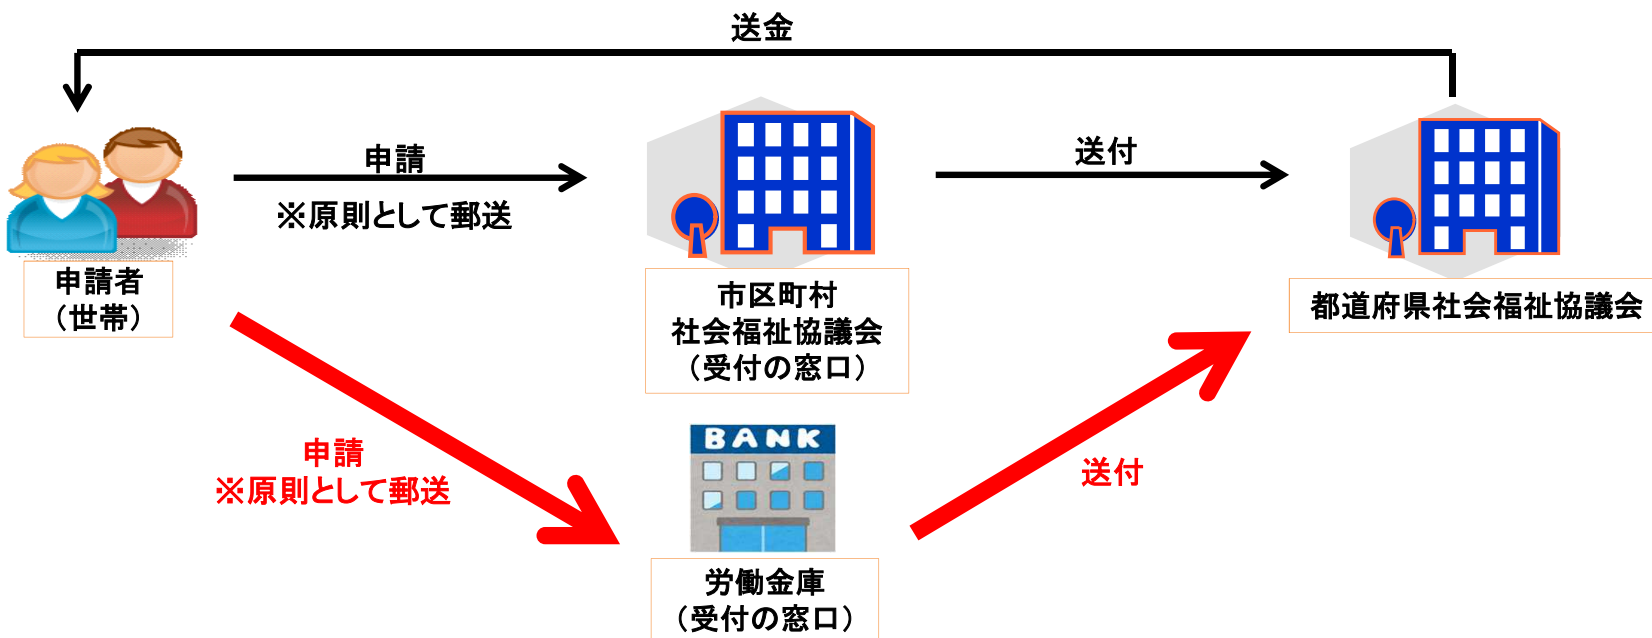 送金
申請
※原則として郵送
送付
申請者
（世帯）
市区町村
社会福祉協議会
（受付の窓口）
都道府県社会福祉協議会
申請
※原則として郵送
BANK
送付
労働金庫
（受付の窓口）